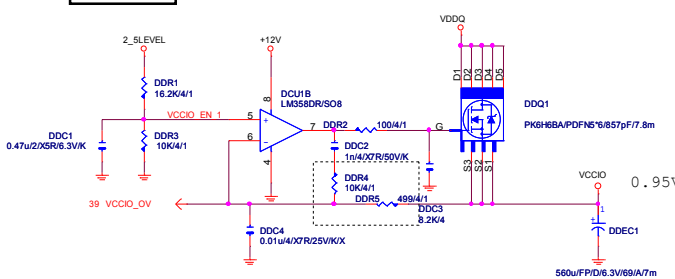 VDDQ
2_5LEVEL
+12V
D1
D2
D3
D4
D5
DDR1
16.2K/4/1
DCU1B
LM358DR/SO8
DDQ1
8
VCCIO_EN_1
5
+
DDR2
100/4/1
7
G
PK6H6BA/PDFN5*6/857pF/7.8m
DDC1
0.47u/2/X5R/6.3V/K
DDR3
10K/4/1
6
-
DDC2
1n/4/X7R/50V/K
4
S3
S2
S1
DDR4
10K/4/1
VCCIO
0.95V
39 VCCIO_OV
DDR5
499/4/1
DDC3
8.2K/4
1
+
DDC4
0.01u/4/X7R/25V/K/X
DDEC1
560u/FP/D/6.3V/69/A/7m